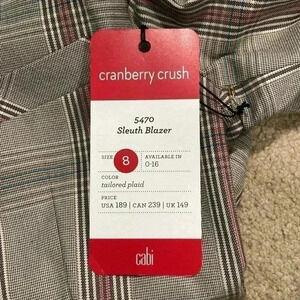 cranberry crush
5470
Sleuth Blazer
SIZE 8 AVAILABLE IN
0-16
COLOR
tailored plaid
PRICE
USA 189 | CAN 239 | UK 149
cabi